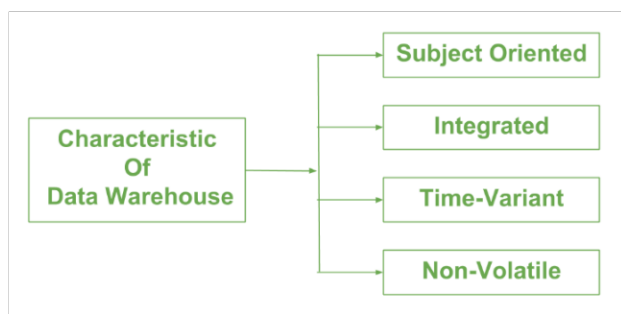 Characteristic
Of
Data Warehouse
Subject Oriented
Integrated
Time-Variant
Non-Volatile